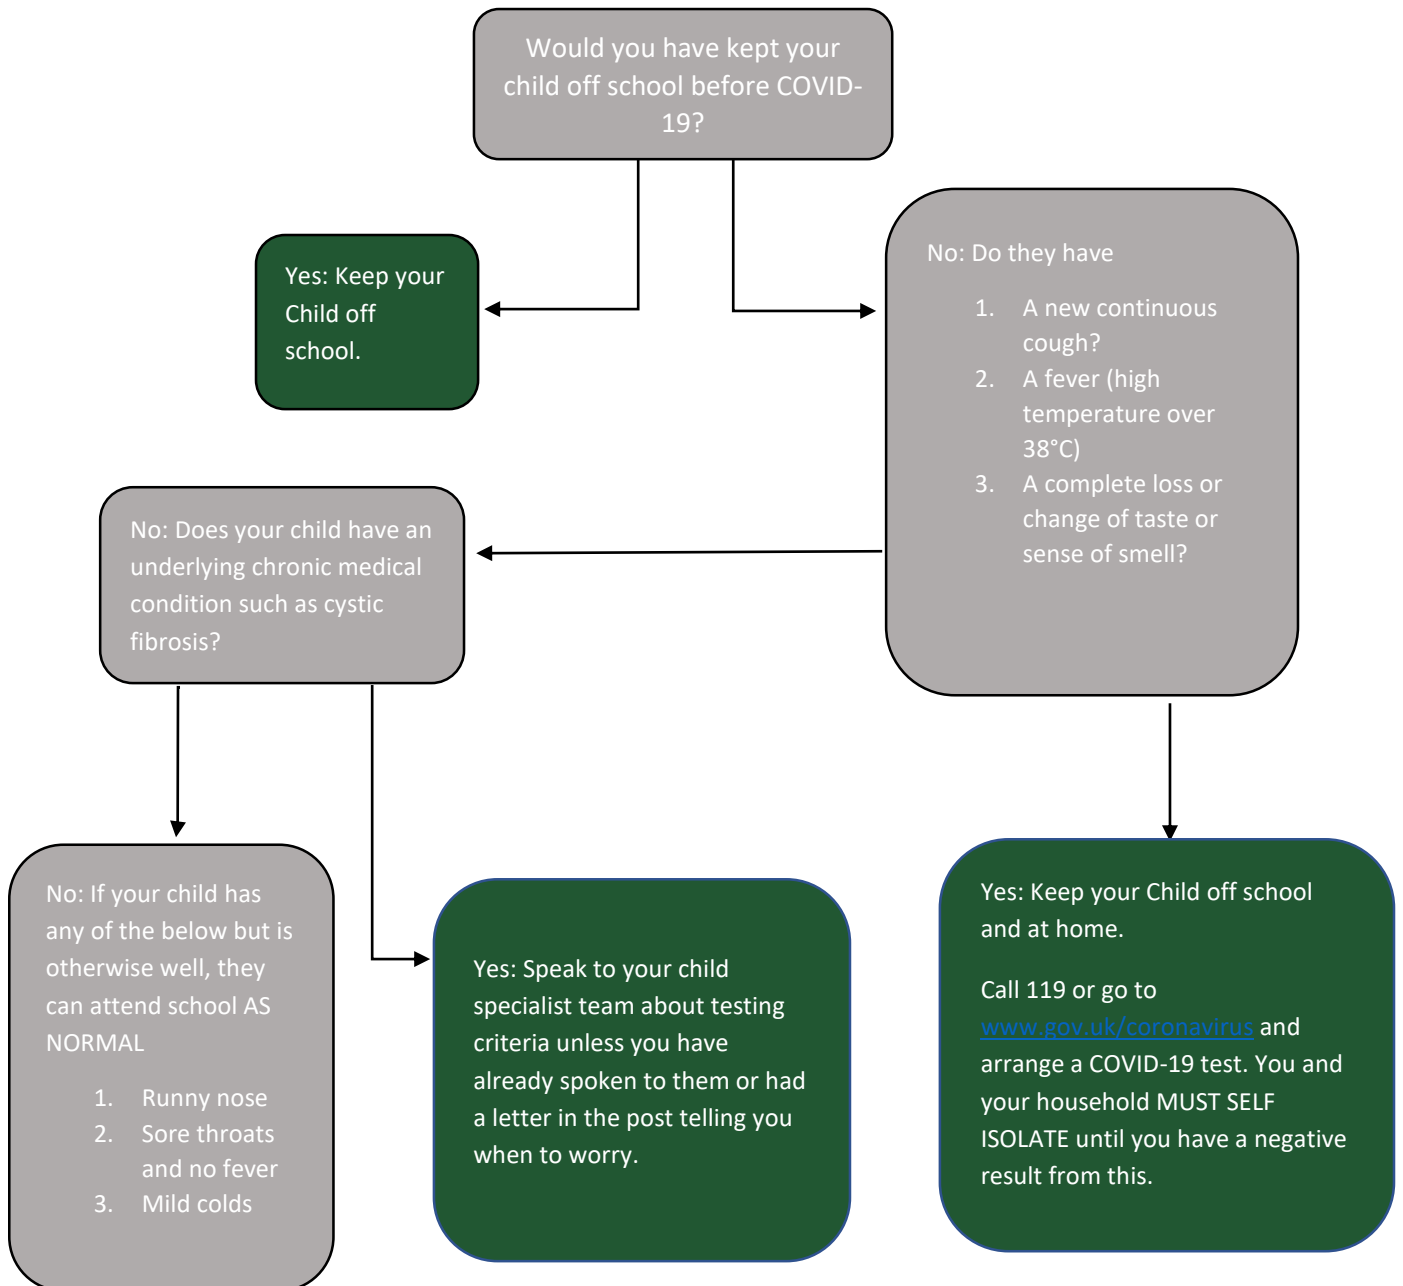 Would you have kept your
child off school before COVID-
19?
Yes: Keep your
Child off
school.
No: Do they have
1. A new continuous
cough?
2. A fever (high
temperature over
38°C)
3. A complete loss or
change of taste or
sense of smell?
No: Does your child have an
underlying chronic medical
condition such as cystic
fibrosis?
No: If your child has
any of the below but is
otherwise well, they
can attend school AS
NORMAL
1. Runny nose
2. Sore throats
and no fever
3. Mild colds
Yes: Speak to your child
specialist team about testing
criteria unless you have
already spoken to them or had
a letter in the post telling you
when to worry.
Yes: Keep your Child off school
and at home.
Call 119 or go to
www.gov.uk/coronavirus and
arrange a COVID-19 test. You and
your household MUST SELF
ISOLATE until you have a negative
result from this.